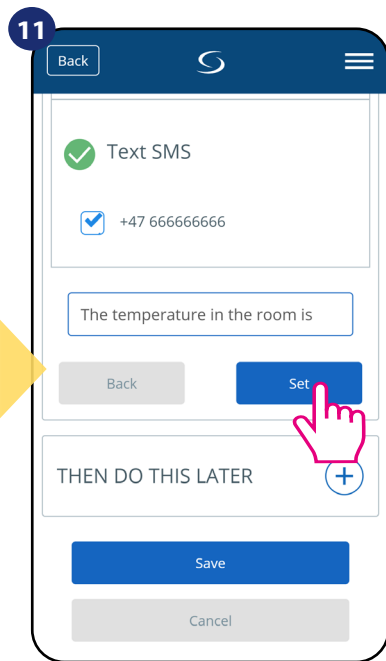 11
Back
Text SMS
+47 666666666
The temperature in the room is
Back Set
THEN DO THIS LATER
Save
Cancel